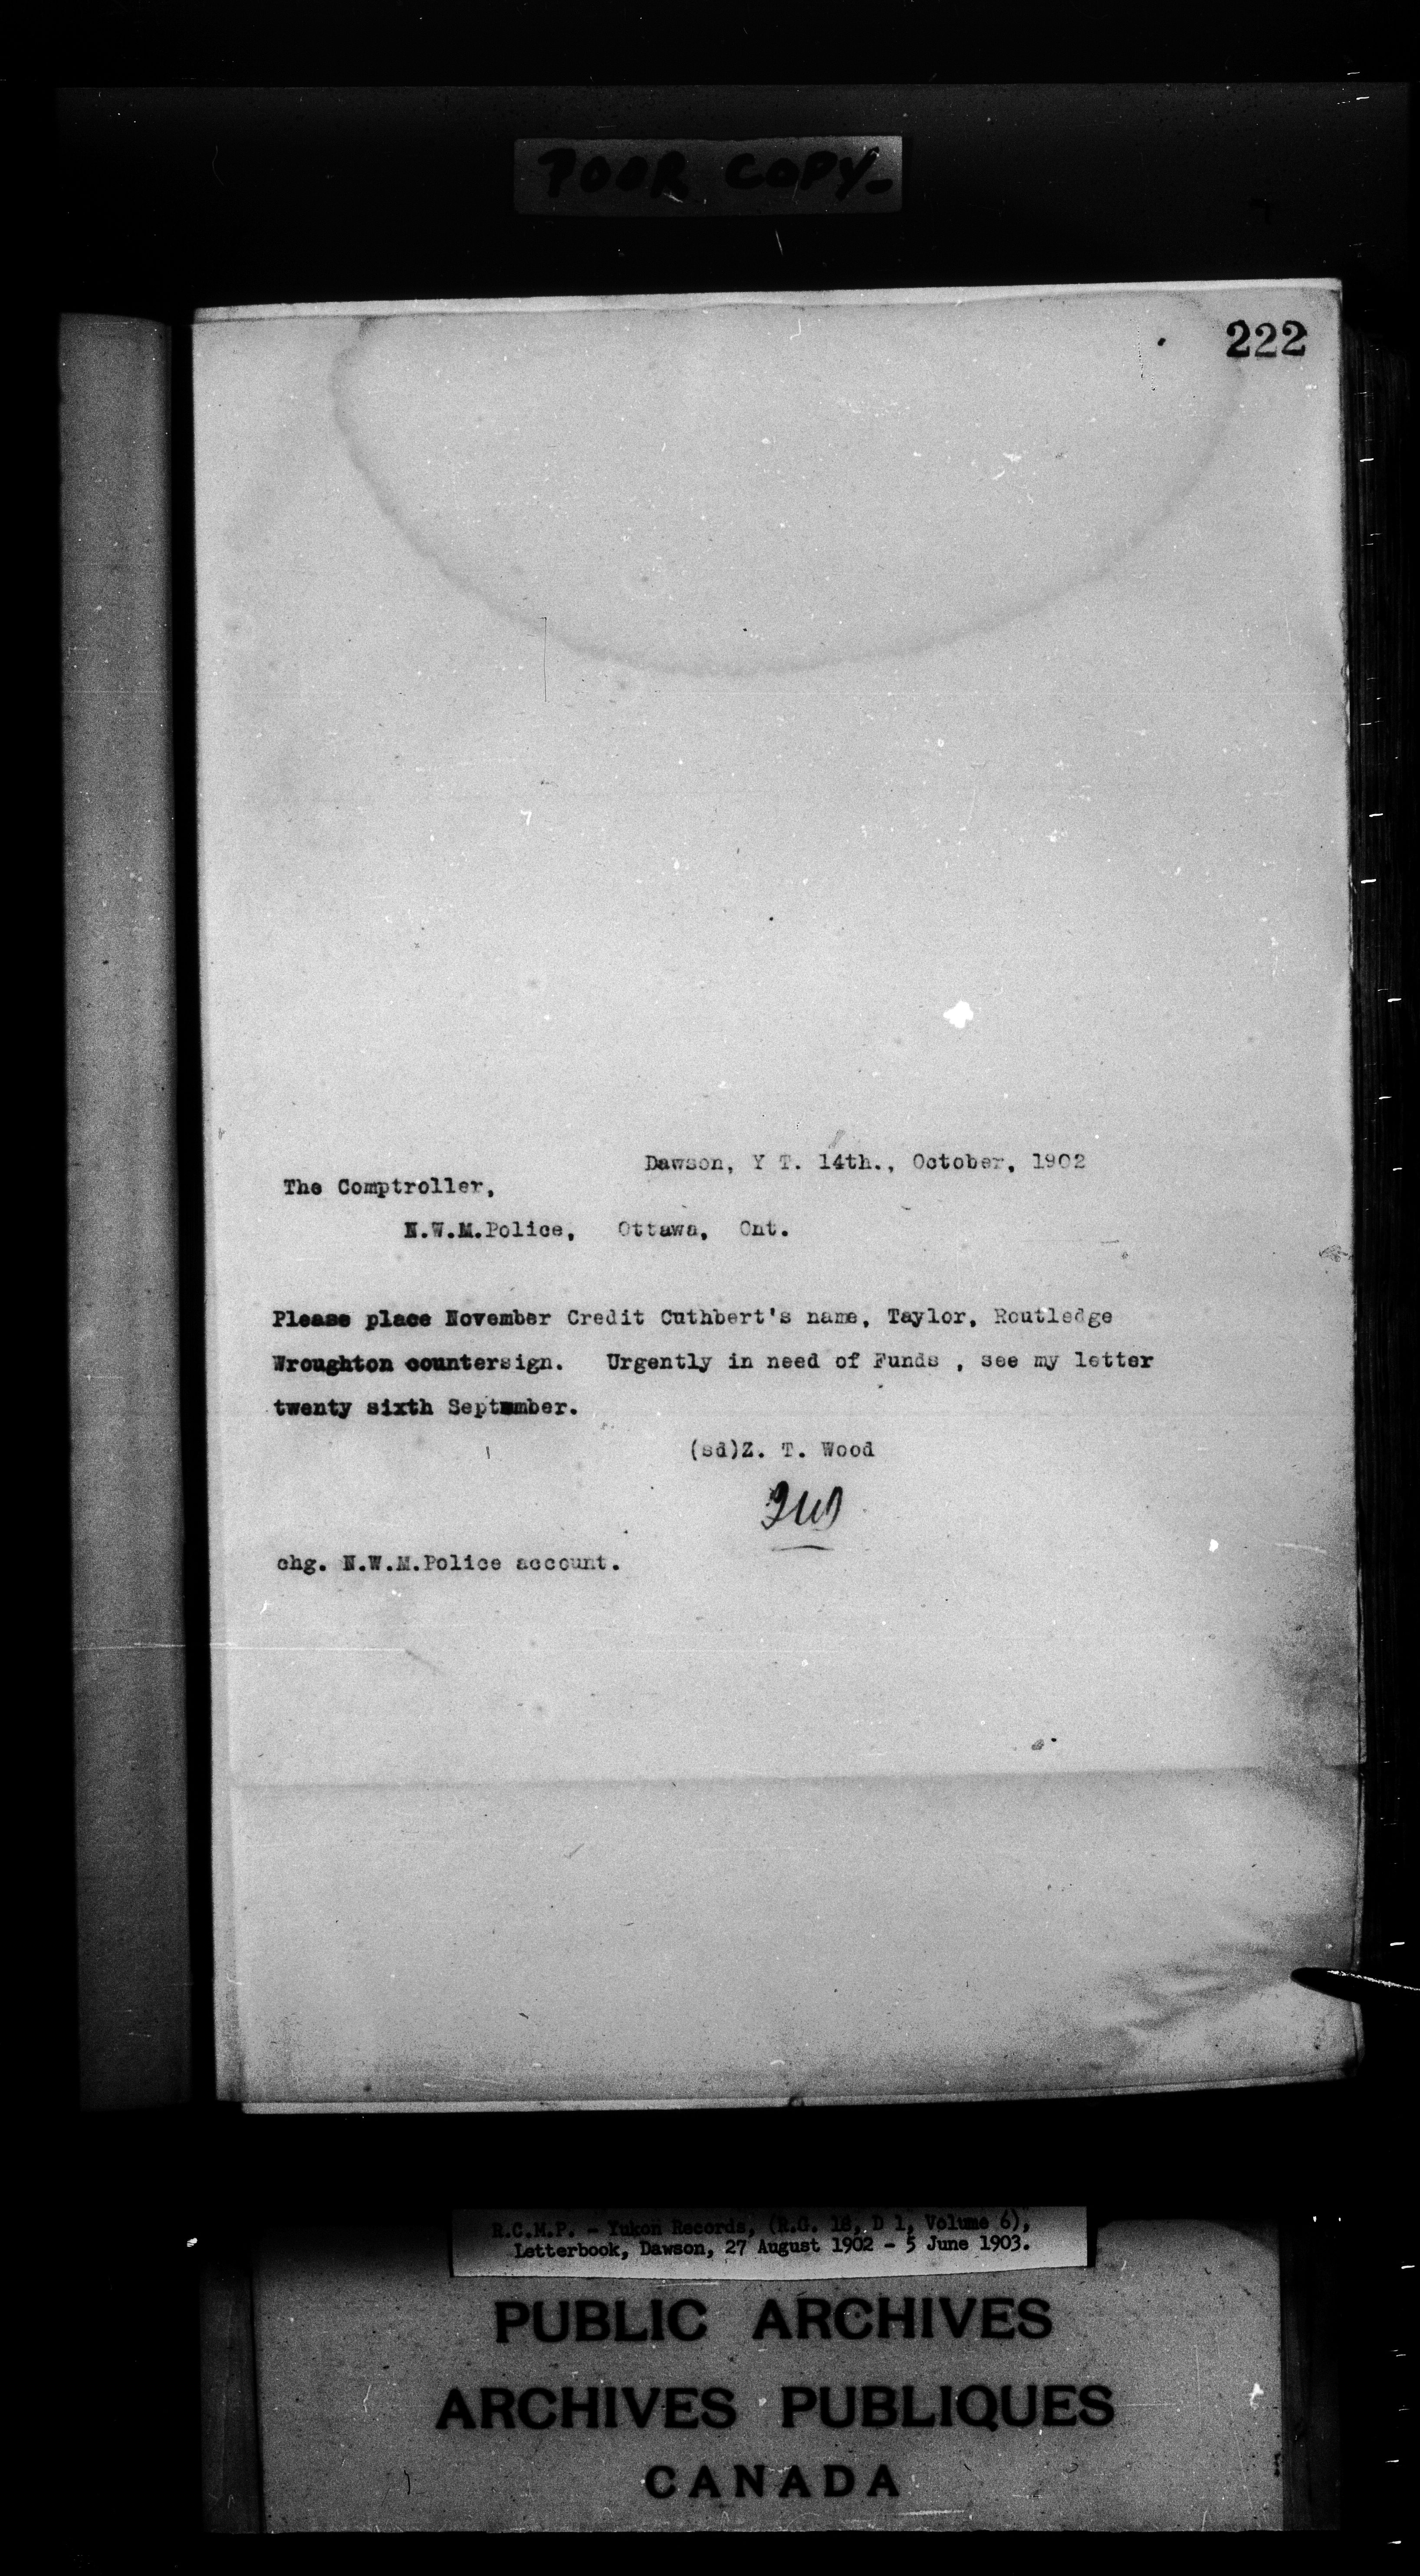 POOR COPY.
222
Dawson, Y T. 14th., October, 1902
The Comptroller,
N.W.M.Police, Ottawa, Ont.
Please place November Credit Cuthbert's name, Taylor, Routledge
Wroughton countersign. Urgently in need of Funds , see my letter
twenty sixth September.
(sd)Z. T. Wood
ZTW
chg. N.W.M.Police account.
R.C.M.P. - Yukon Records, (R.G. 18, D 1, Volume 6),
Letterbook, Dawson, 27 August 1902 - 5 June 1903.
PUBLIC ARCHIVES
ARCHIVES PUBLIQUES
CANADA